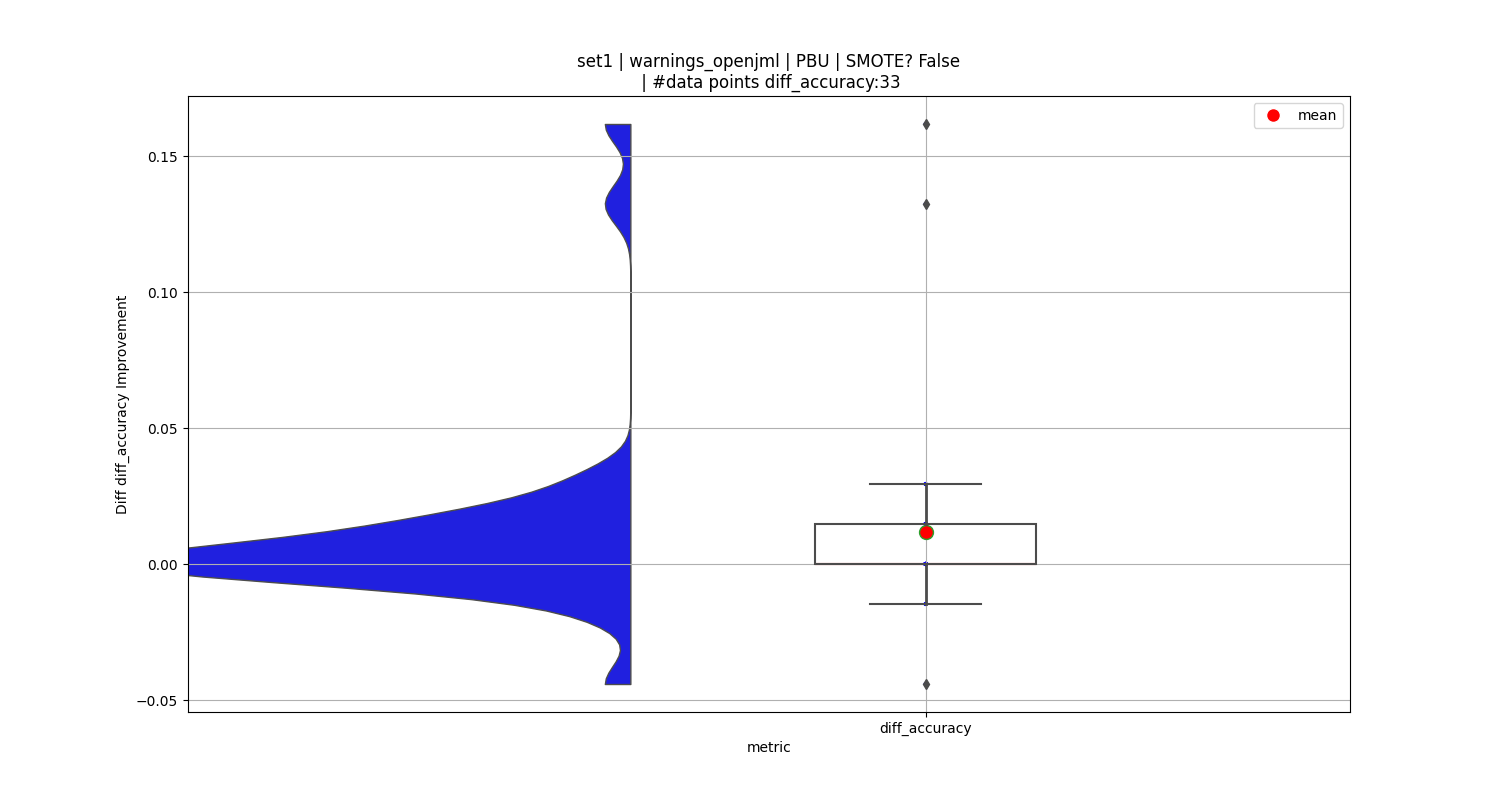 set1 | warnings_openjml | PBU | SMOTE? False
| #data points diff_accuracy:33
mean
0.15
0.10
0.05
0.00
−0.05
Diff diff_accuracy Improvement
diff_accuracy
metric